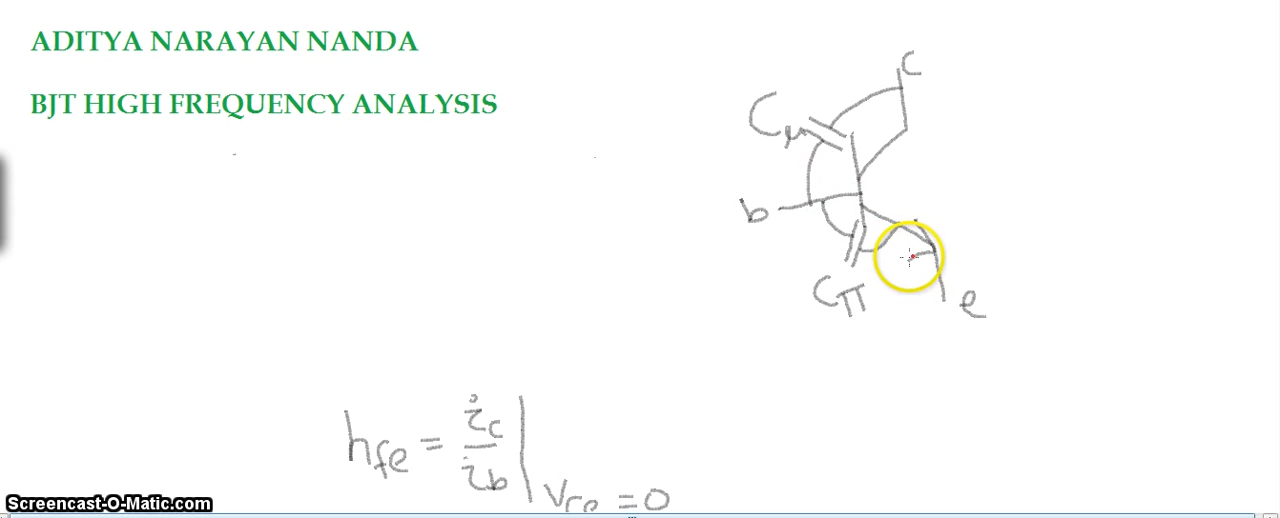 ADITYA NARAYAN NANDA
BJT HIGH FREQUENCY ANALYSIS
c
Cμ
b
Cπ
e
hfe = ic/ib | Vce = 0
Screencast-O-Matic.com